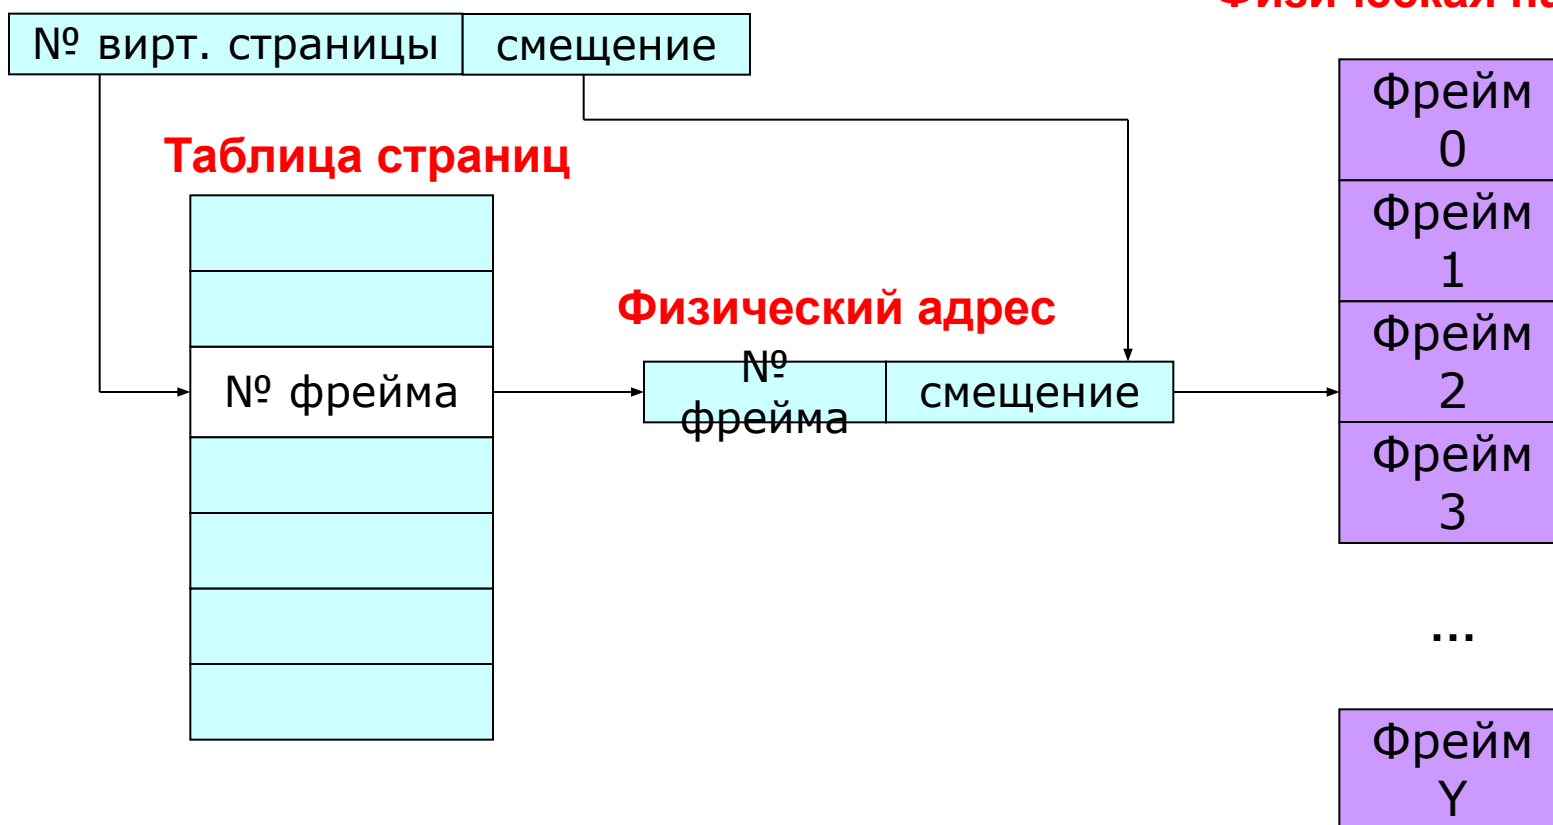 Физическая
№ вирт. страницы
смещение
Таблица страниц
№ фрейма
Физический адрес
№
фрейма
смещение
Фрейм
0
Фрейм
1
Фрейм
2
Фрейм
3
...
Фрейм
Y